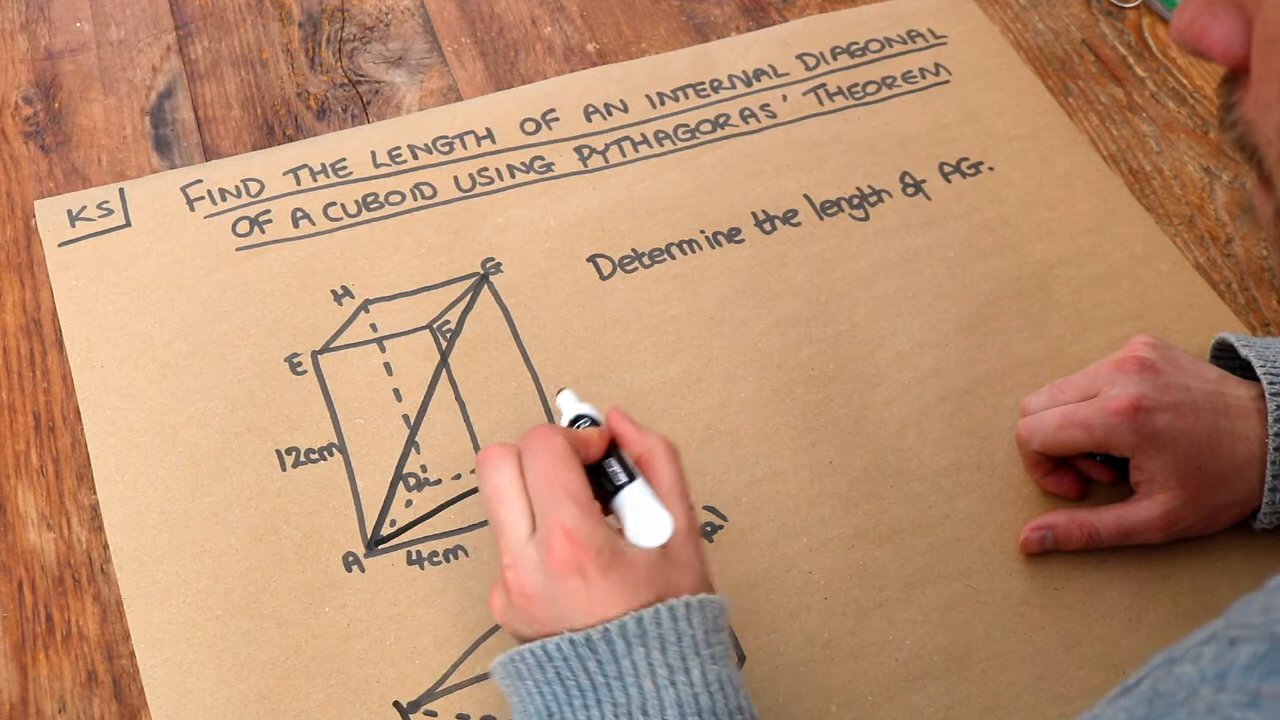 KS
FIND THE LENGTH OF AN INTERNAL DIAGONAL
OF A CUBOID USING PYTHAGORAS' THEOREM
Determine the length of AG.
H
G
E
F
12cm
D
A
4cm